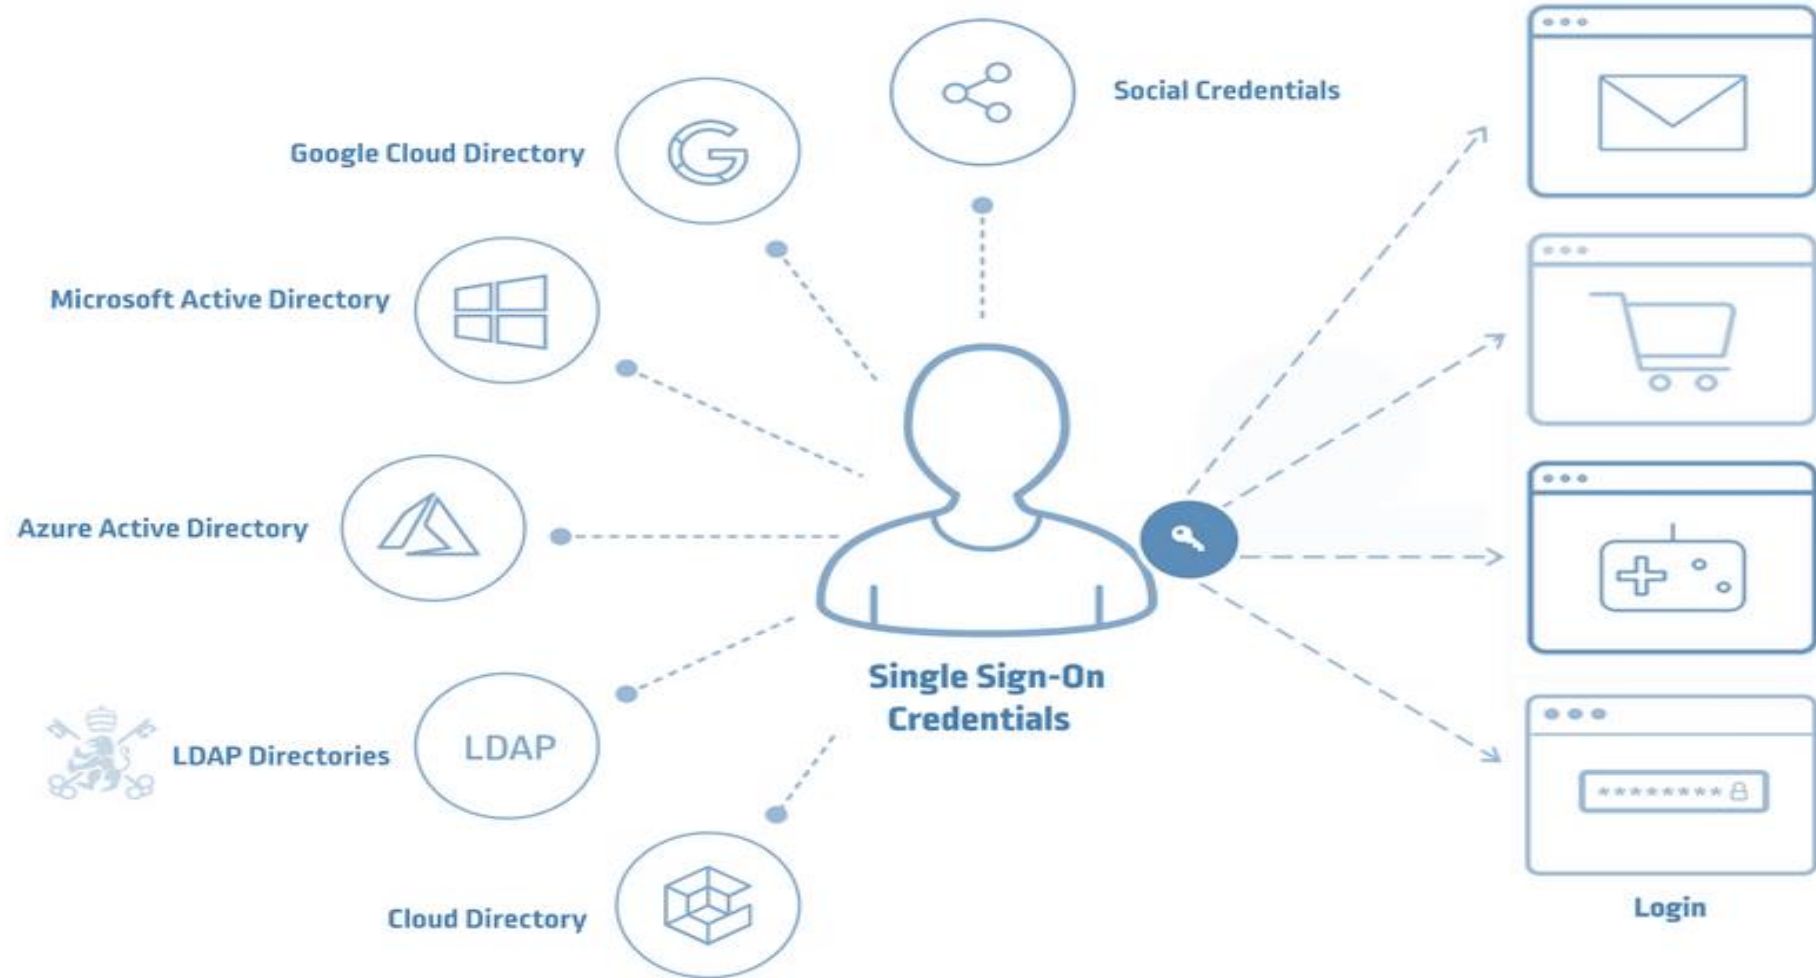 Social Credentials
Google Cloud Directory
Microsoft Active Directory
Azure Active Directory
LDAP Directories
LDAP
Cloud Directory
Single Sign-On
Credentials
********
Login